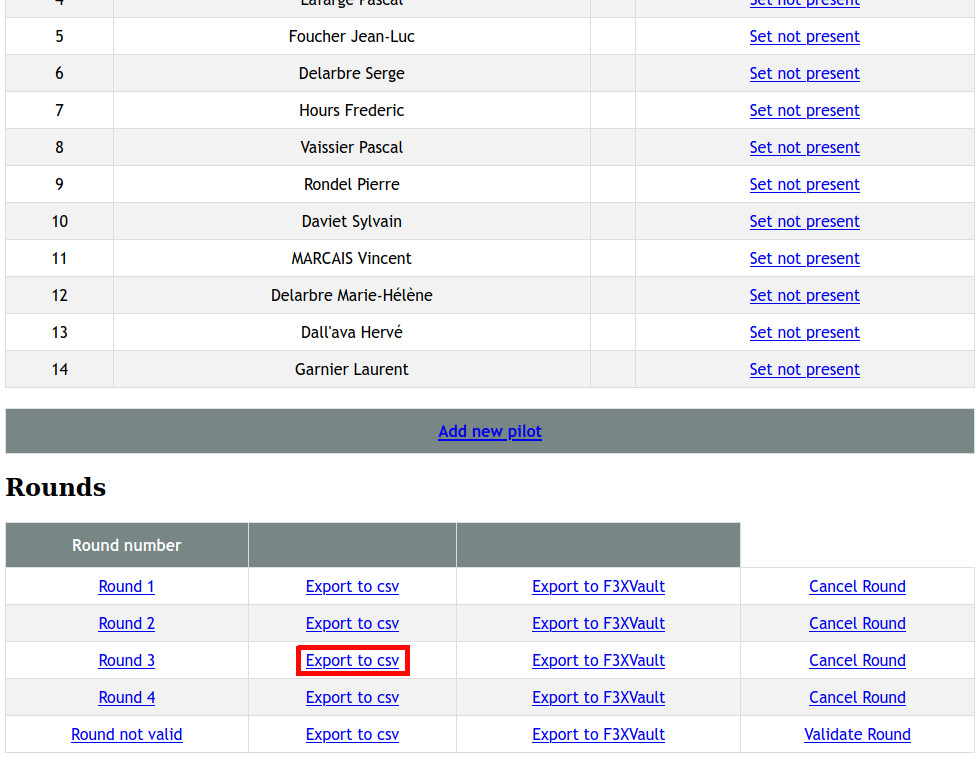 4 Lafarge Pascal Set not present
5 Foucher Jean-Luc Set not present
6 Delarbre Serge Set not present
7 Hours Frederic Set not present
8 Vaissier Pascal Set not present
9 Rondel Pierre Set not present
10 Daviet Sylvain Set not present
11 MARCAIS Vincent Set not present
12 Delarbre Marie-Hélène Set not present
13 Dall'ava Hervé Set not present
14 Garnier Laurent Set not present
Add new pilot
Rounds
Round number
Round 1 Export to csv Export to F3XVault Cancel Round
Round 2 Export to csv Export to F3XVault Cancel Round
Round 3 Export to csv Export to F3XVault Cancel Round
Round 4 Export to csv Export to F3XVault Cancel Round
Round not valid Export to csv Export to F3XVault Validate Round